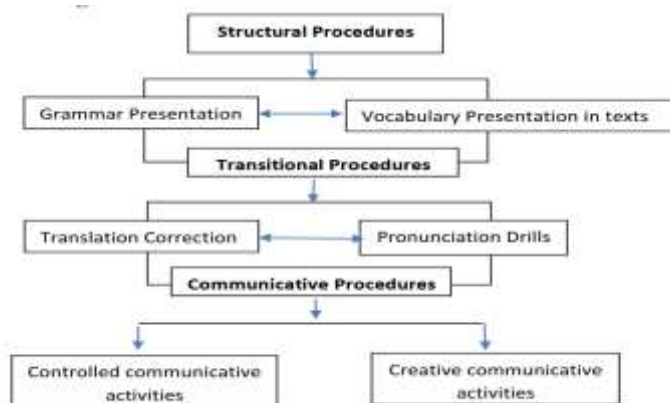 Structural Procedures
Grammar Presentation
Vocabulary Presentation in texts
Transitional Procedures
Translation Correction
Pronunciation Drills
Communicative Procedures
Controlled communicative
activities
Creative communicative
activities